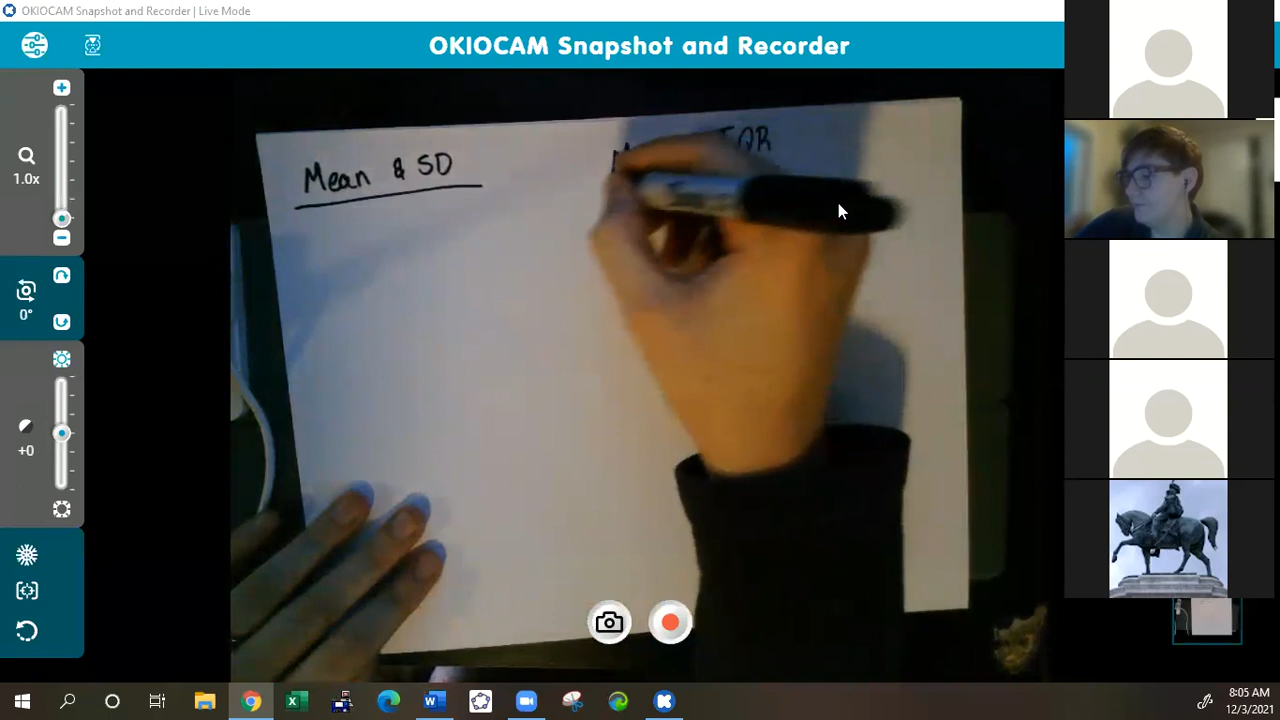 OKIOCAM Snapshot and Recorder | Live Mode
OKIOCAM Snapshot and Recorder
1.0x
0°
+0
Mean & SD
IQR
8:05 AM
12/3/2021